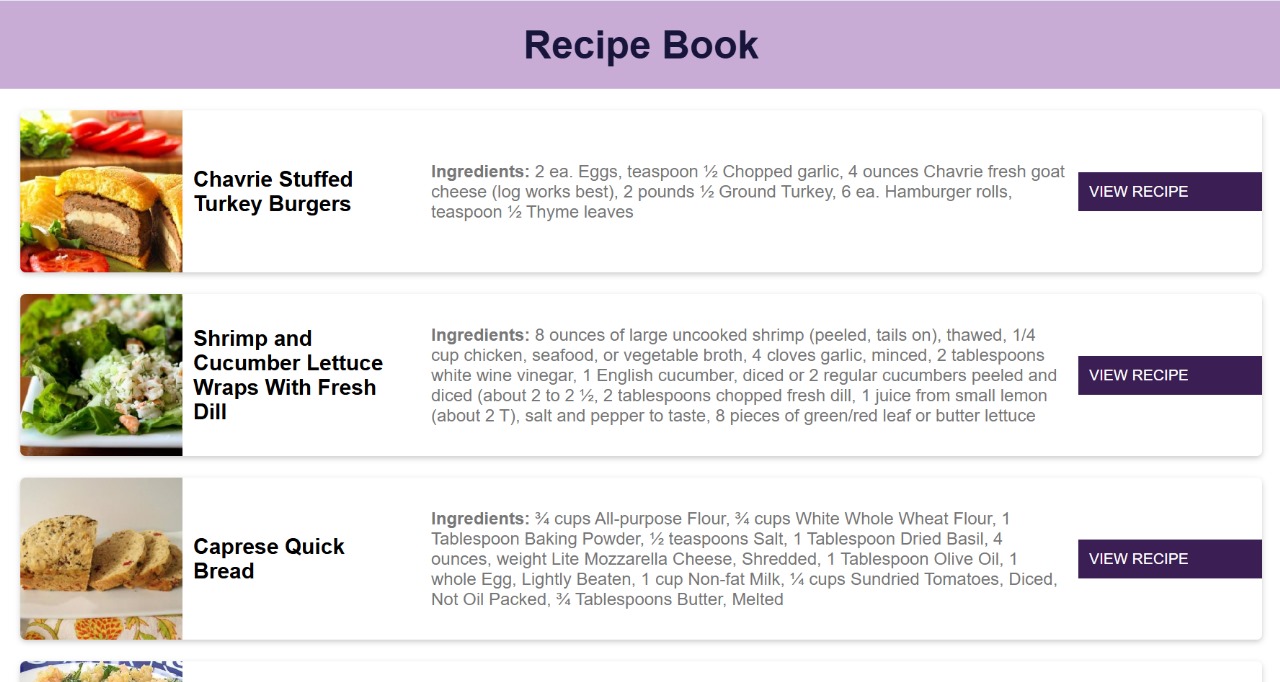 Recipe Book
Chavrie Stuffed
Turkey Burgers
Ingredients: 2 ea. Eggs, teaspoon ½ Chopped garlic, 4 ounces Chavrie fresh goat
cheese (log works best), 2 pounds ½ Ground Turkey, 6 ea. Hamburger rolls,
teaspoon ½ Thyme leaves
VIEW RECIPE
Shrimp and
Cucumber Lettuce
Wraps With Fresh
Dill
Ingredients: 8 ounces of large uncooked shrimp (peeled, tails on), thawed, 1/4
cup chicken, seafood, or vegetable broth, 4 cloves garlic, minced, 2 tablespoons
white wine vinegar, 1 English cucumber, diced or 2 regular cucumbers peeled and
diced (about 2 to 2 ½, 2 tablespoons chopped fresh dill, 1 juice from small lemon
(about 2 T), salt and pepper to taste, 8 pieces of green/red leaf or butter lettuce
VIEW RECIPE
Caprese Quick
Bread
Ingredients: ¾ cups All-purpose Flour, ¾ cups White Whole Wheat Flour, 1
Tablespoon Baking Powder, ½ teaspoons Salt, 1 Tablespoon Dried Basil, 4
ounces, weight Lite Mozzarella Cheese, Shredded, 1 Tablespoon Olive Oil, 1
whole Egg, Lightly Beaten, 1 cup Non-fat Milk, ¼ cups Sundried Tomatoes, Diced,
Not Oil Packed, ¾ Tablespoons Butter, Melted
VIEW RECIPE